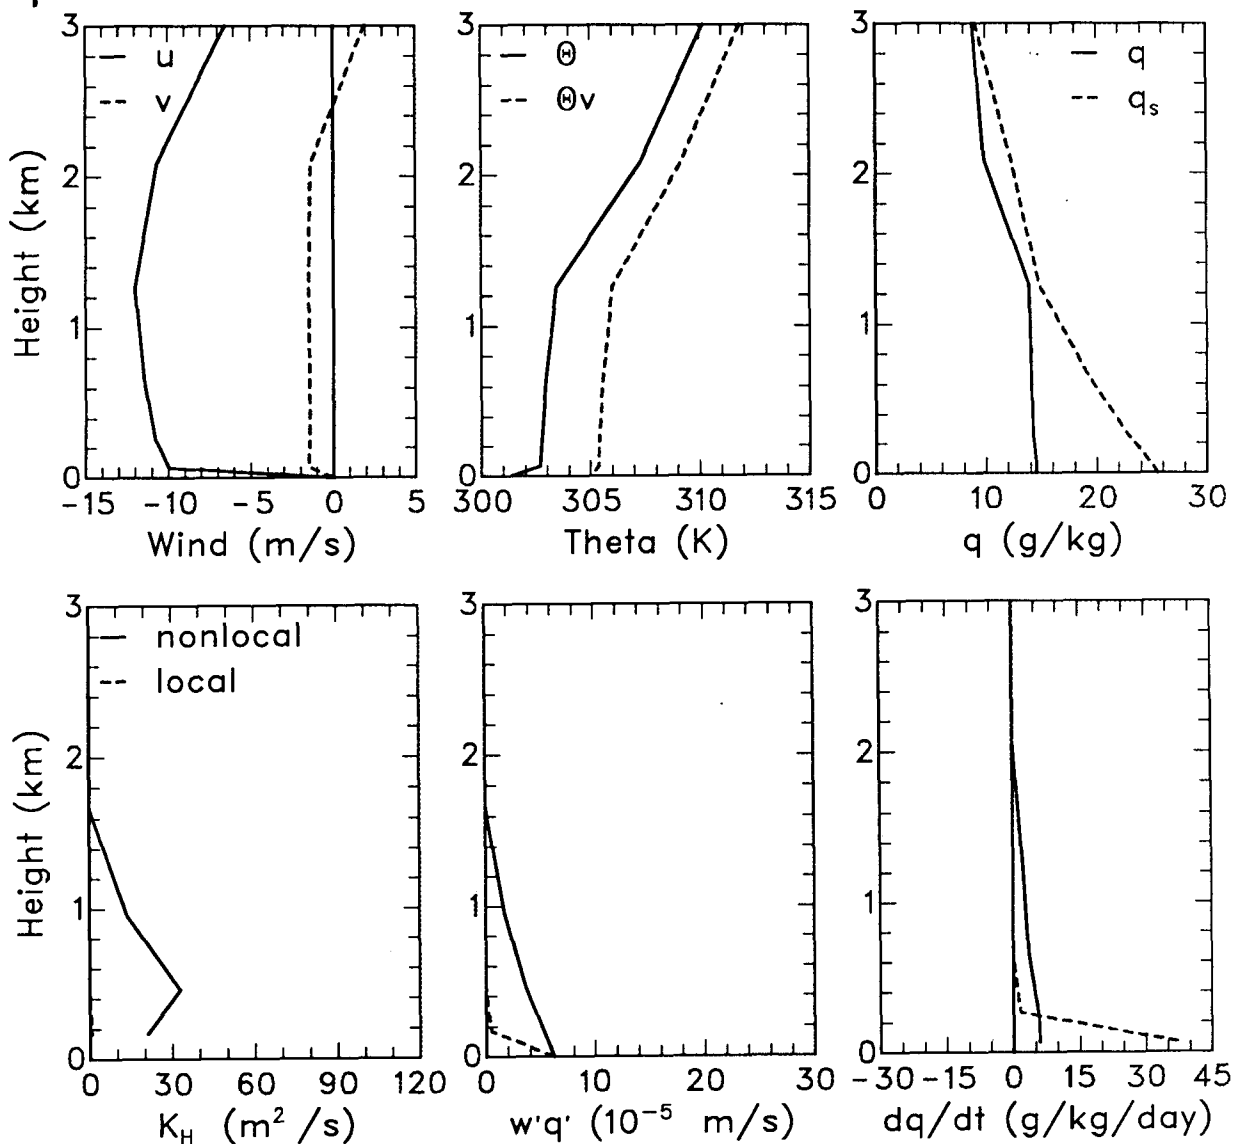 3
2
1
0
Height (km)
u
v
-15 -10 -5 0 5
Wind (m/s)
3
2
1
0
Θ
Θv
300 305 310 315
Theta (K)
3
2
1
0
q
qₛ
0 10 20 30
q (g/kg)
3
2
1
0
Height (km)
nonlocal
local
0 30 60 90 120
K_H (m² /s)
3
2
1
0
0 10 20 30
w'q' (10⁻⁵ m/s)
3
2
1
0
-30 -15 0 15 30 45
dq/dt (g/kg/day)